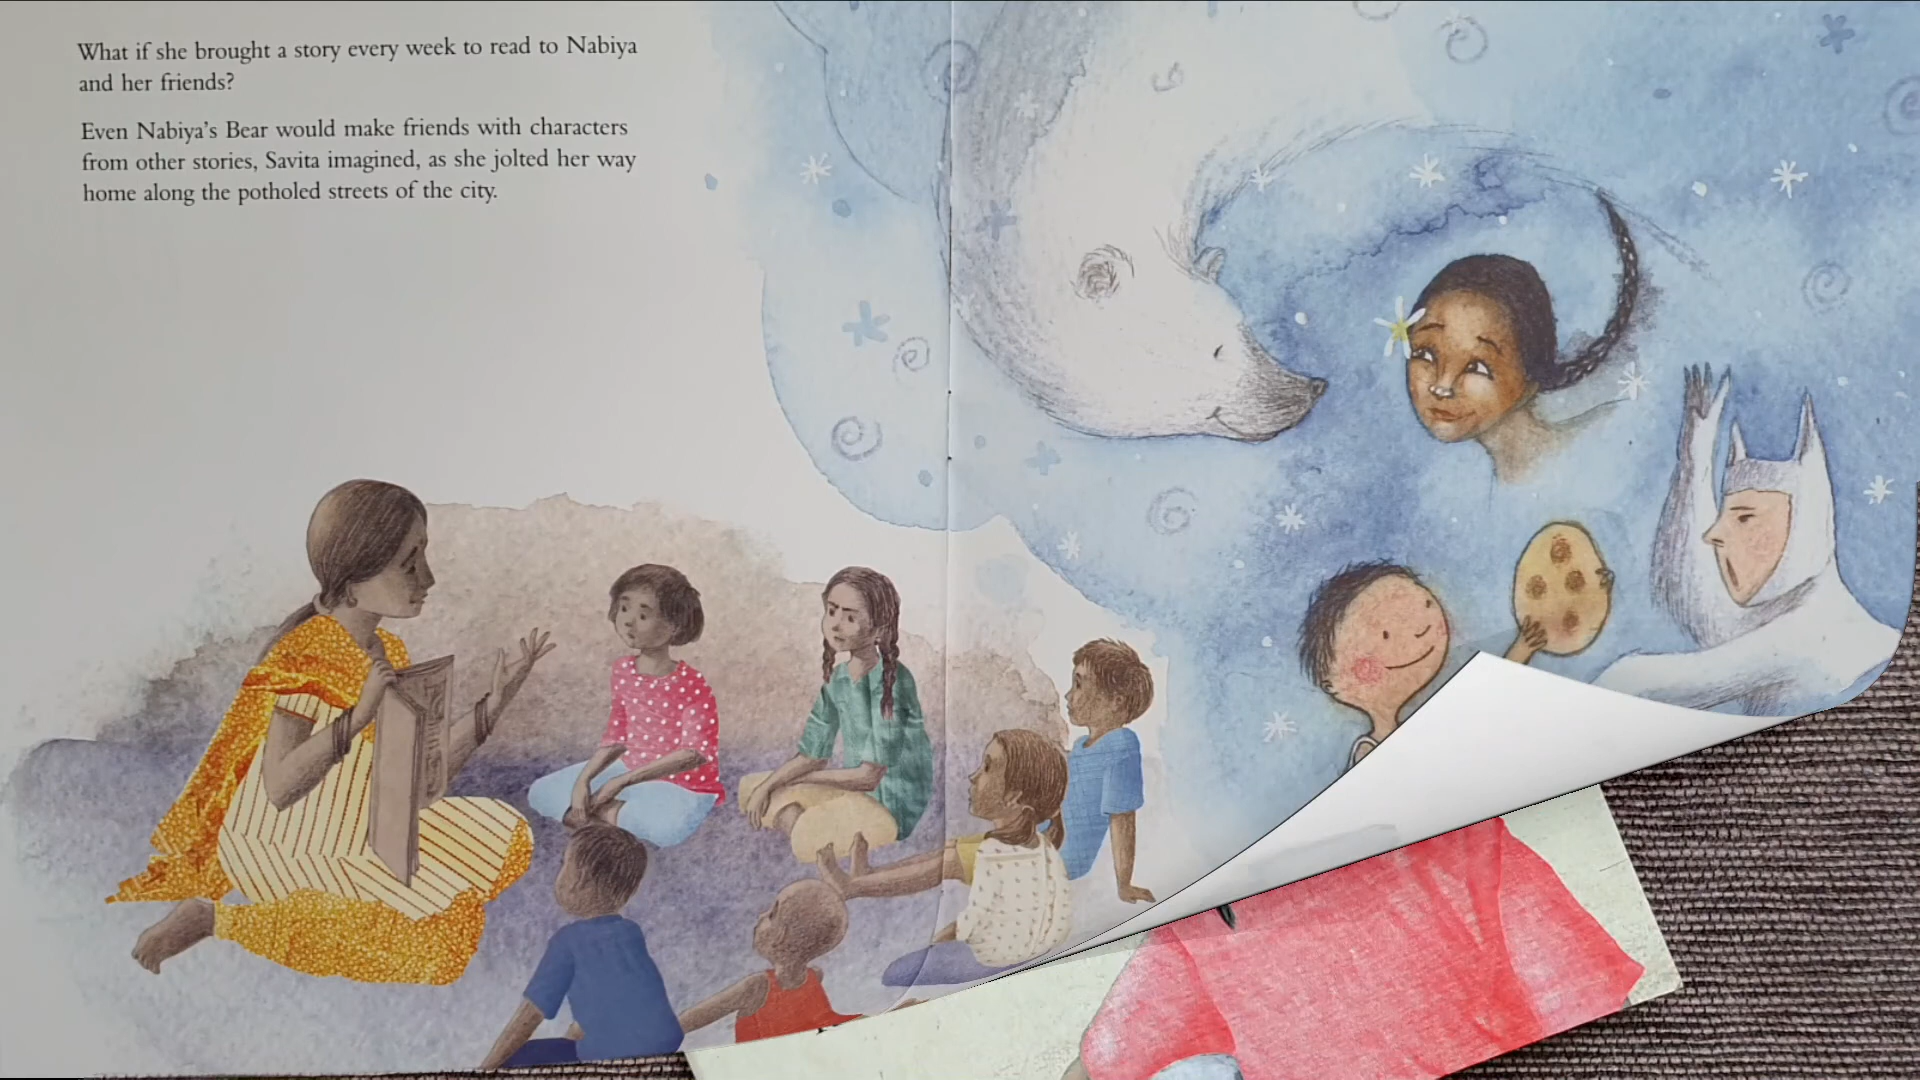 What if she brought a story every week to read to Nabiya
and her friends?
Even Nabiya's Bear would make friends with characters
from other stories, Savita imagined, as she jolted her way
home along the potholed streets of the city.